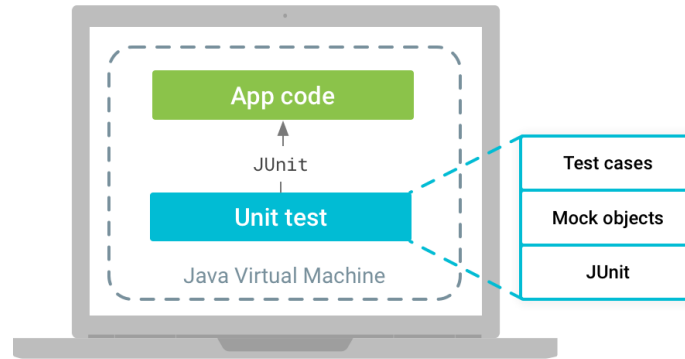 App code
JUnit
Unit test
Java Virtual Machine
Test cases
Mock objects
JUnit